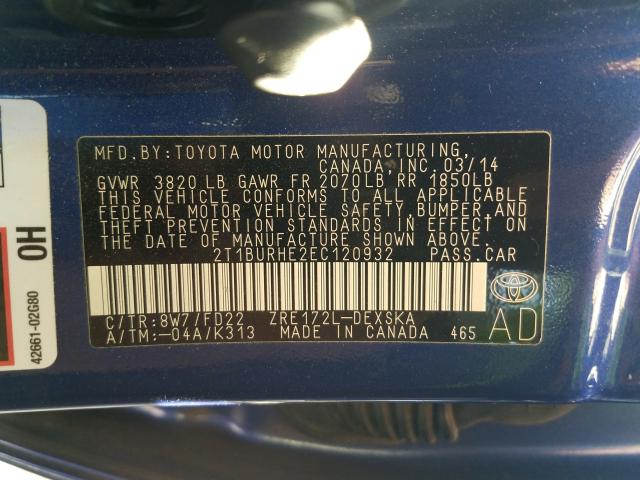 MFD.BY:TOYOTA MOTOR MANUFACTURING,
CANADA,INC. 03/14
GVWR 3820 LB GAWR FR 2070LB RR 1850LB
THIS VEHICLE CONFORMS TO ALL APPLICABLE
FEDERAL MOTOR VEHICLE SAFETY,BUMPER,AND
THEFT PREVENTION STANDARDS IN EFFECT ON
THE DATE OF MANUFACTURE SHOWN ABOVE.
2T1BURHE2EC120932 PASS.CAR
C/TR:8W7/FD22 ZRE172L-DEXSKA
A/TM:-04A/K313 MADE IN CANADA 465
AD
OH
42661-02G80